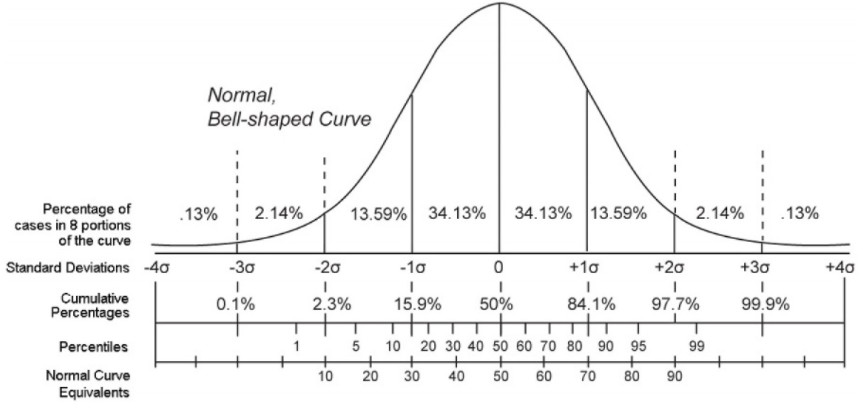 Normal,
Bell-shaped Curve
Percentage of
cases in 8 portions
of the curve
.13% 2.14% 13.59% 34.13% 34.13% 13.59% 2.14% .13%
Standard Deviations -4σ -3σ -2σ -1σ 0 +1σ +2σ +3σ +4σ
Cumulative
Percentages
0.1% 2.3% 15.9% 50% 84.1% 97.7% 99.9%
Percentiles 1 5 10 20 30 40 50 60 70 80 90 95 99
Normal Curve
Equivalents
10 20 30 40 50 60 70 80 90